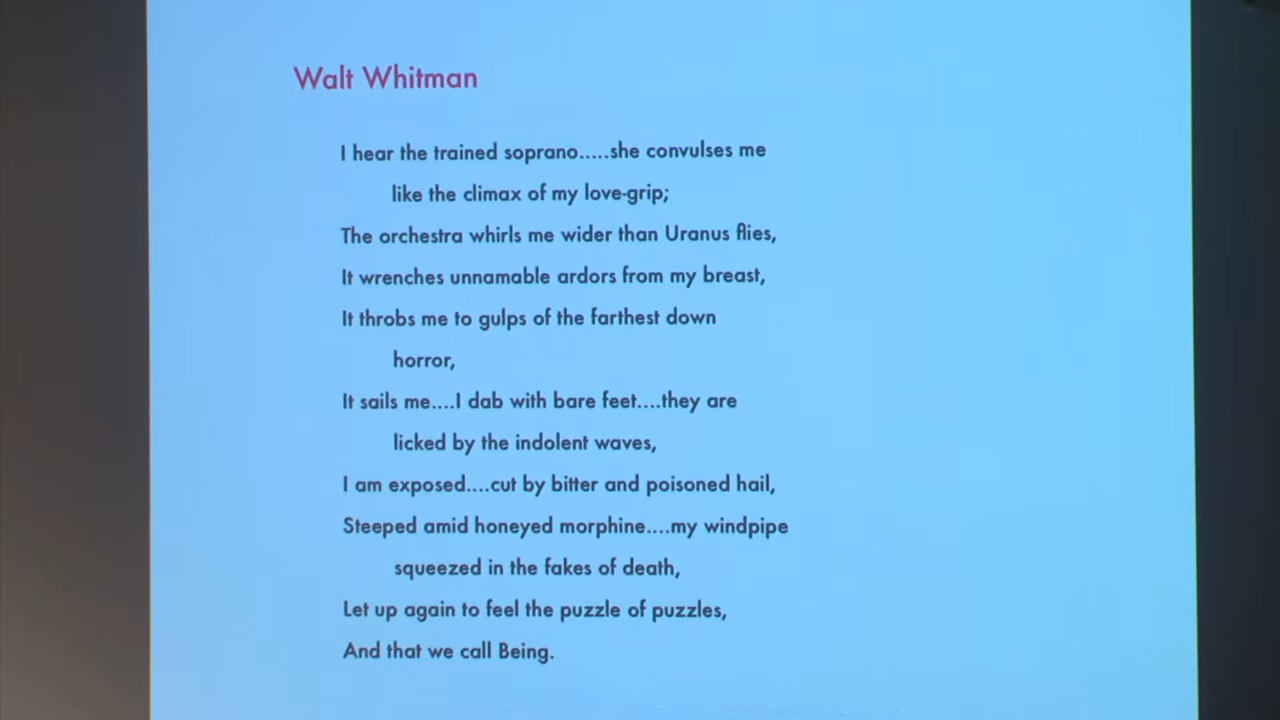 Walt Whitman
I hear the trained soprano.....she convulses me
like the climax of my love-grip;
The orchestra whirls me wider than Uranus flies,
It wrenches unnamable ardors from my breast,
It throbs me to gulps of the farthest down
horror,
It sails me....I dab with bare feet....they are
licked by the indolent waves,
I am exposed....cut by bitter and poisoned hail,
Steeped amid honeyed morphine....my windpipe
squeezed in the fakes of death,
Let up again to feel the puzzle of puzzles,
And that we call Being.